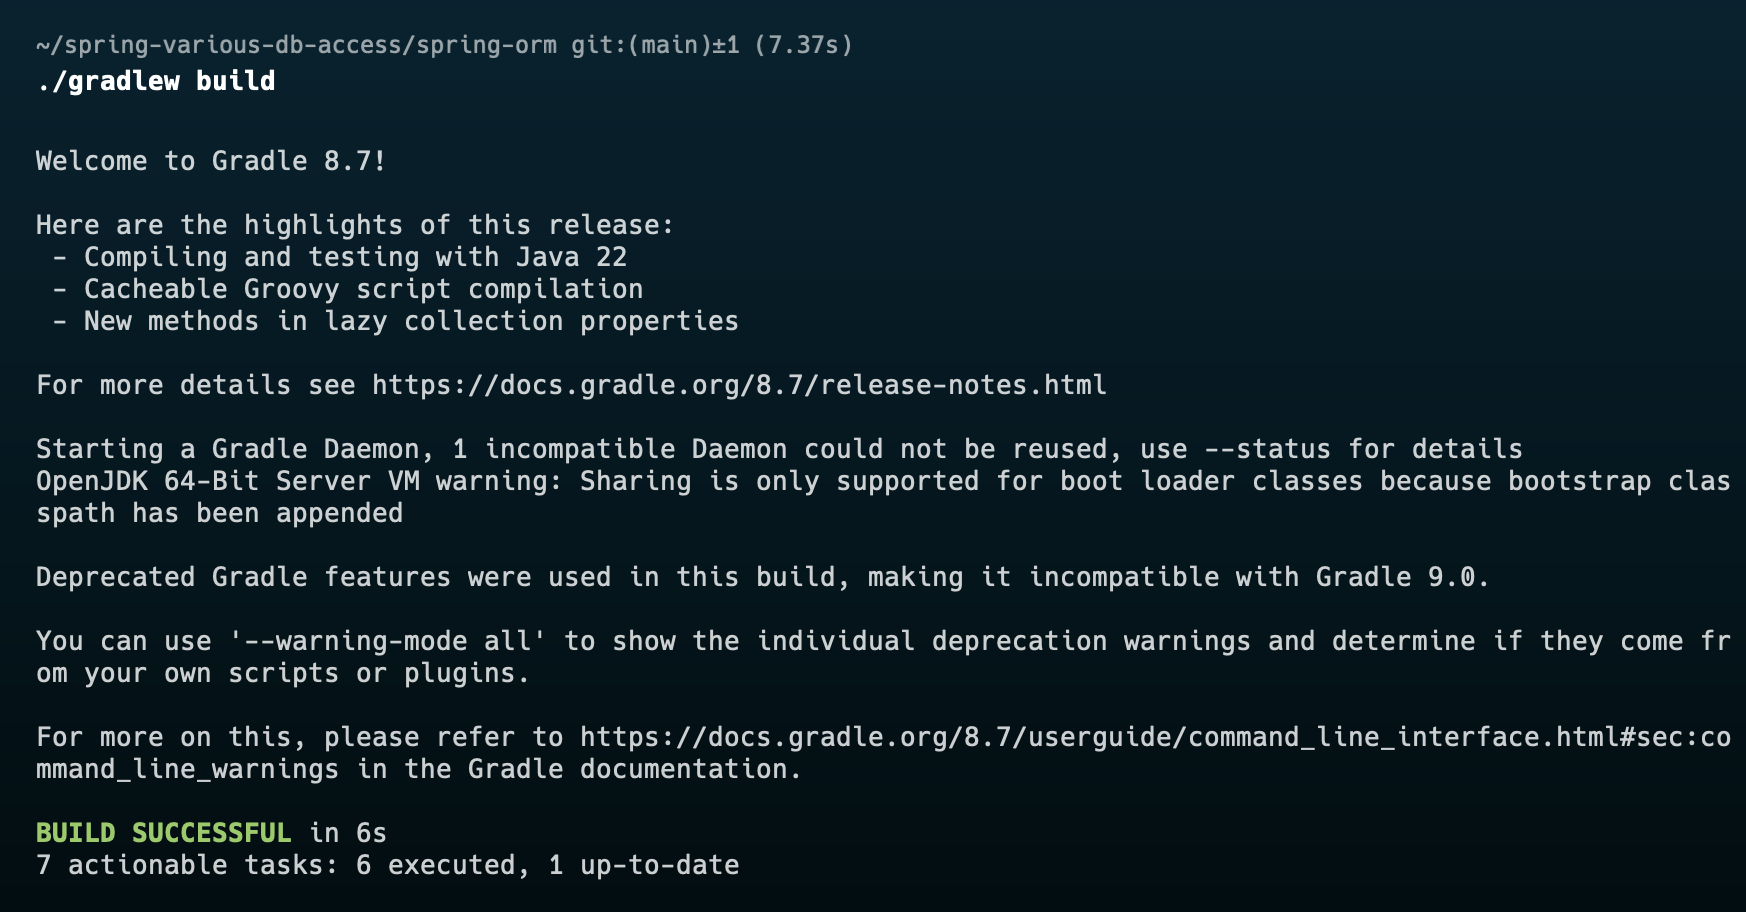 ~/spring-various-db-access/spring-orm git:(main)±1 (7.37s)
./gradlew build
Welcome to Gradle 8.7!
Here are the highlights of this release:
 - Compiling and testing with Java 22
 - Cacheable Groovy script compilation
 - New methods in lazy collection properties
For more details see https://docs.gradle.org/8.7/release-notes.html
Starting a Gradle Daemon, 1 incompatible Daemon could not be reused, use --status for details
OpenJDK 64-Bit Server VM warning: Sharing is only supported for boot loader classes because bootstrap clas
spath has been appended
Deprecated Gradle features were used in this build, making it incompatible with Gradle 9.0.
You can use '--warning-mode all' to show the individual deprecation warnings and determine if they come fr
om your own scripts or plugins.
For more on this, please refer to https://docs.gradle.org/8.7/userguide/command_line_interface.html#sec:co
mmand_line_warnings in the Gradle documentation.
BUILD SUCCESSFUL in 6s
7 actionable tasks: 6 executed, 1 up-to-date